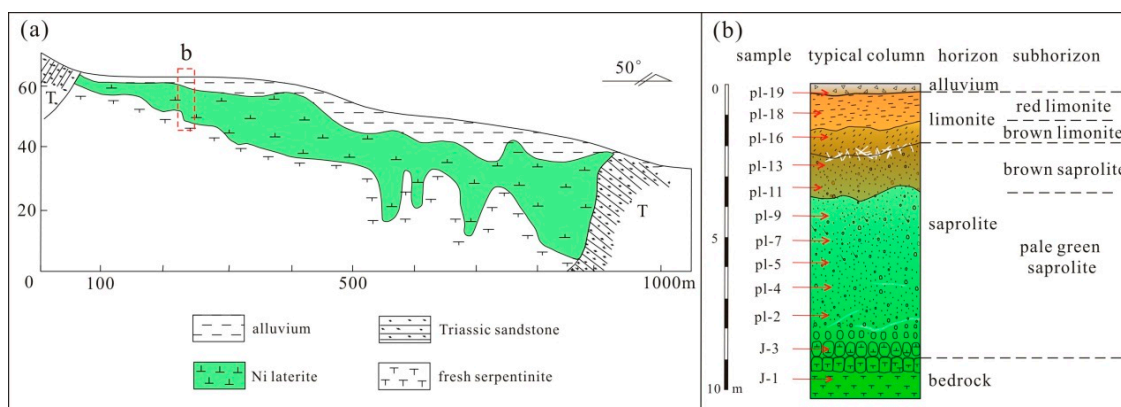 (a)
b
50°
60
T
40
T
20
0
100
500
1000m
alluvium
Triassic sandstone
Ni laterite
fresh serpentinite
(b)
sample typical column horizon subhorizon
0
pl-19
alluvium
pl-18
limonite
red limonite
pl-16
brown limonite
pl-13
brown saprolite
pl-11
pl-9
saprolite
pl-7
5
pale green
saprolite
pl-5
pl-4
pl-2
J-3
J-1
bedrock
10 m